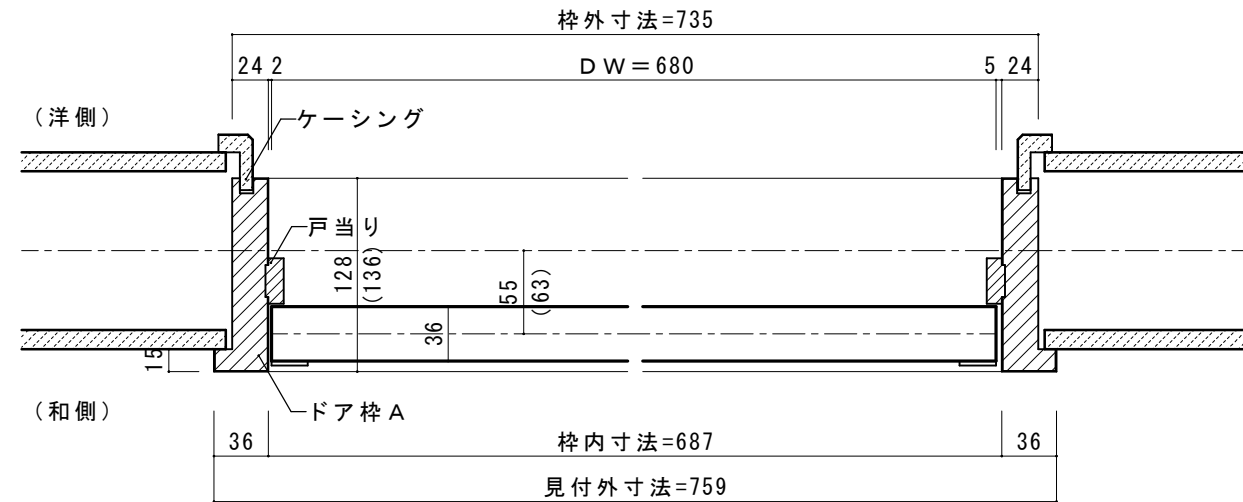 枠外寸法=735
24 2 DW=680 5 24
(洋側)
ケーシング
戸当り
128
(136)
55
(63)
36
15
(和側)
ドア枠A
36 枠内寸法=687 36
見付外寸法=759